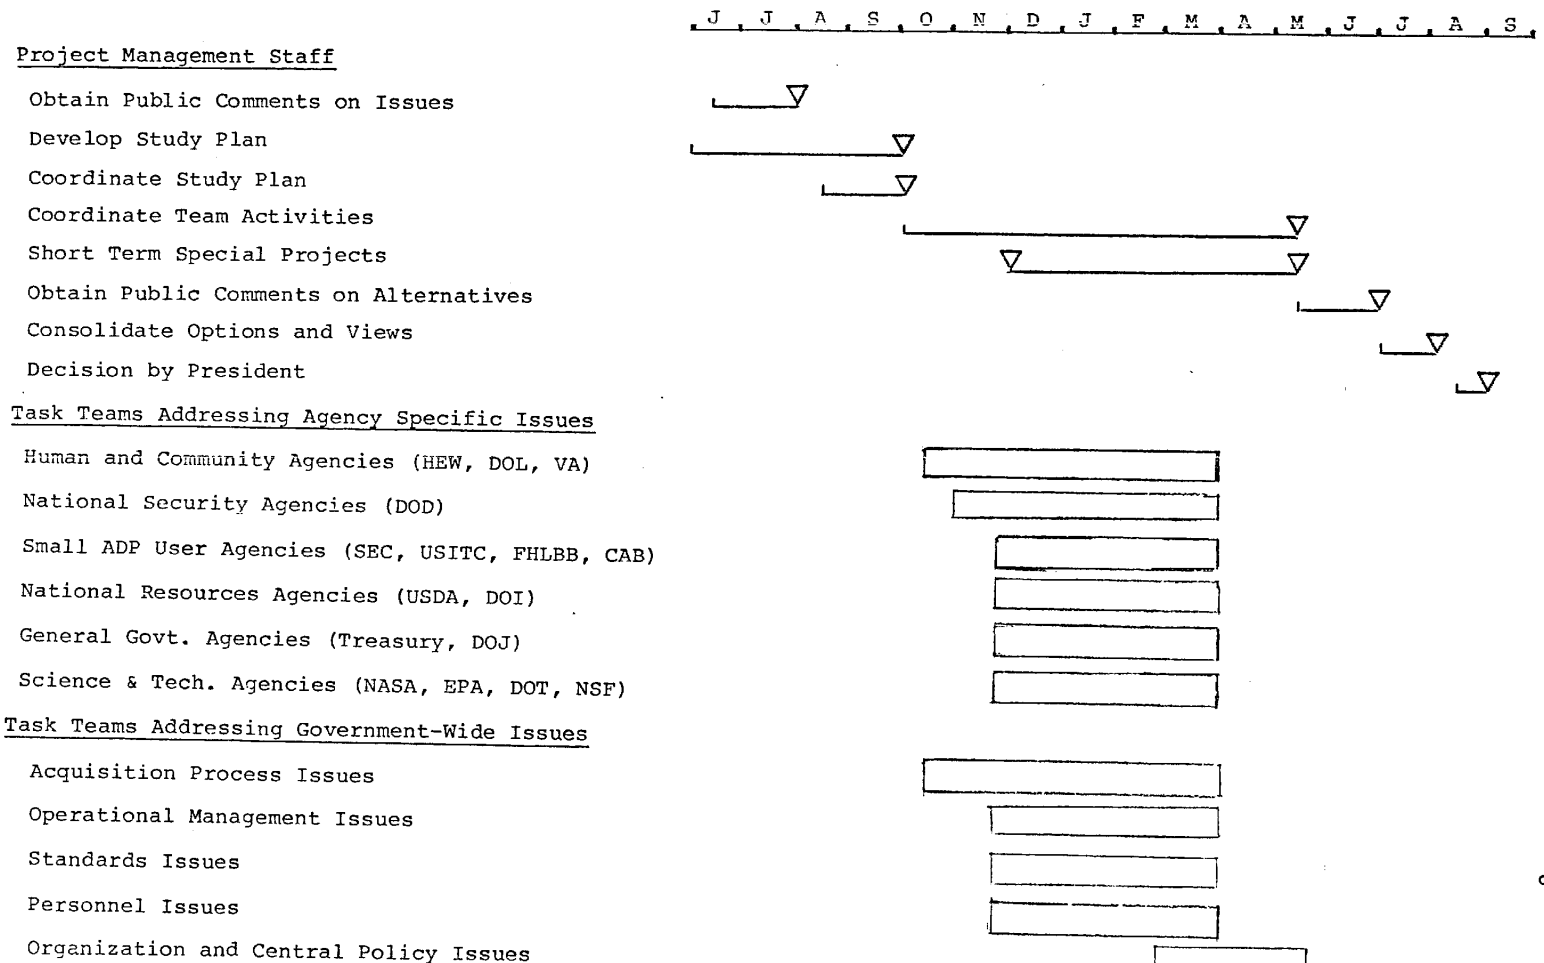 J J A S O N D J F M A M J J A S
Project Management Staff
Obtain Public Comments on Issues
Develop Study Plan
Coordinate Study Plan
Coordinate Team Activities
Short Term Special Projects
Obtain Public Comments on Alternatives
Consolidate Options and Views
Decision by President
Task Teams Addressing Agency Specific Issues
Human and Community Agencies (HEW, DOL, VA)
National Security Agencies (DOD)
Small ADP User Agencies (SEC, USITC, FHLBB, CAB)
National Resources Agencies (USDA, DOI)
General Govt. Agencies (Treasury, DOJ)
Science & Tech. Agencies (NASA, EPA, DOT, NSF)
Task Teams Addressing Government-Wide Issues
Acquisition Process Issues
Operational Management Issues
Standards Issues
Personnel Issues
Organization and Central Policy Issues